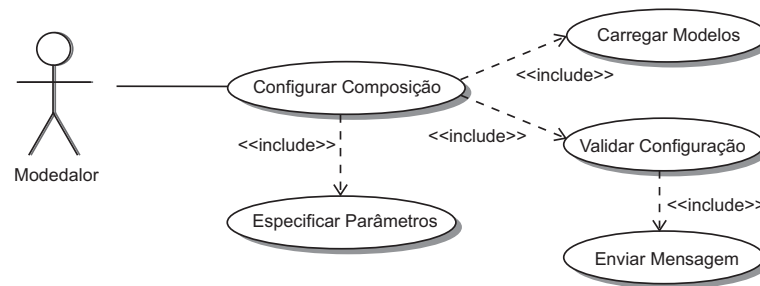 Carregar Modelos
<<include>>
Configurar Composição
<<include>>
<<include>>
Validar Configuração
Modedalor
<<include>>
Especificar Parâmetros
Enviar Mensagem